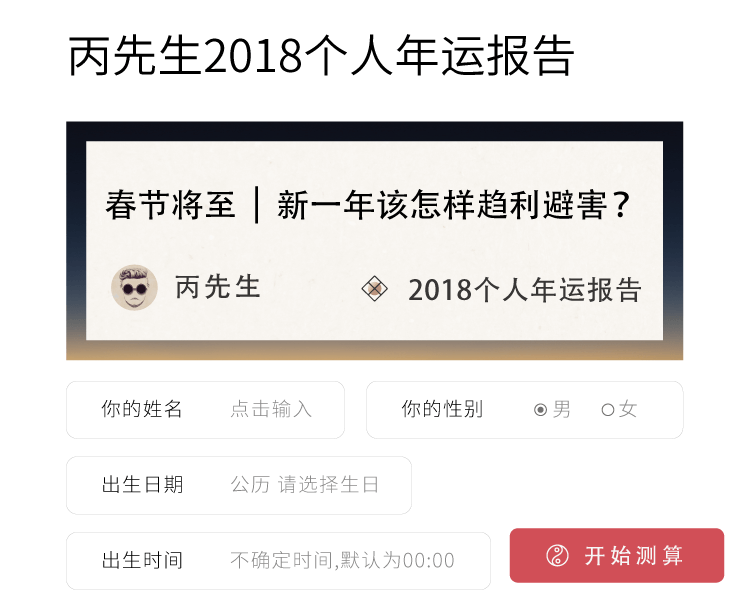 丙先生2018个人年运报告
春节将至 | 新一年该怎样趋利避害？
丙先生 2018个人年运报告
你的姓名 点击输入 你的性别 男 女
出生日期 公历 请选择生日
出生时间 不确定时间,默认为00:00 开始测算